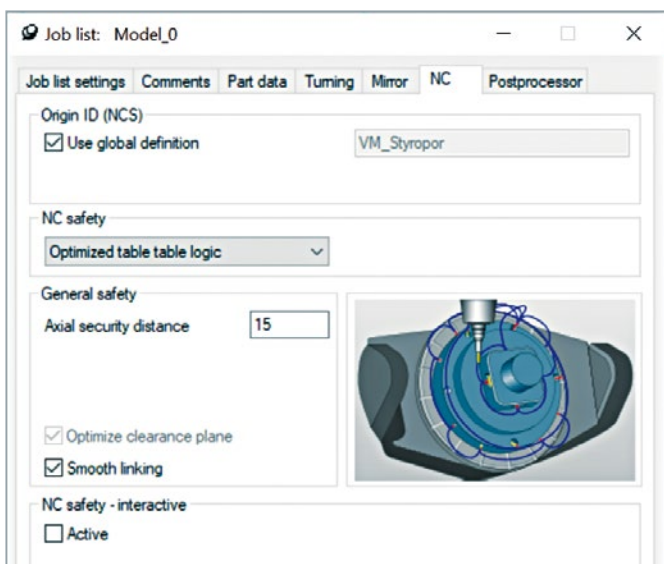 Job list: Model_0
Job list settings Comments Part data Turning Mirror NC Postprocessor
Origin ID (NCS)
Use global definition VM_Styropor
NC safety
Optimized table table logic
General safety
Axial security distance 15
Optimize clearance plane
Smooth linking
NC safety - interactive
Active